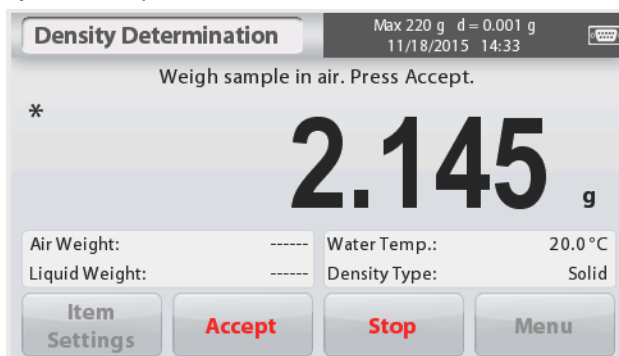 Density Determination
Max 220 g d = 0.001 g
11/18/2015 14:33
Weigh sample in air. Press Accept.
*
2.145 g
Air Weight: ------
Liquid Weight: ------
Water Temp.: 20.0°C
Density Type: Solid
Item
Settings
Accept
Stop
Menu